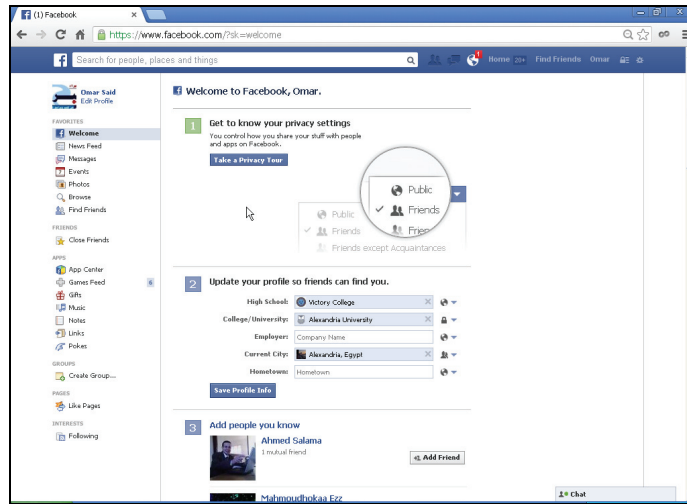 (1) Facebook
https://www.facebook.com/?sk=welcome
Search for people, places and things
1
Home 20+ Find Friends Omar
Omar Said
Edit Profile
FAVORITES
Welcome
News Feed
Messages
Events
Photos
Browse
Find Friends
FRIENDS
Close Friends
APPS
App Center
Games Feed 6
Gifts
Music
Notes
Links
Pokes
GROUPS
Create Group...
PAGES
Like Pages
INTERESTS
Following
Welcome to Facebook, Omar.
1 Get to know your privacy settings
You control how you share your stuff with people
and apps on Facebook.
Take a Privacy Tour
Public
Friends
Frien
Public
Friends
Friends except Acquaintances
2 Update your profile so friends can find you.
High School: Victory College
College/University: Alexandria University
Employer: Company Name
Current City: Alexandria, Egypt
Hometown: Hometown
Save Profile Info
3 Add people you know
Ahmed Salama
1 mutual friend
Add Friend
Mahmoudhokaa Ezz
Chat